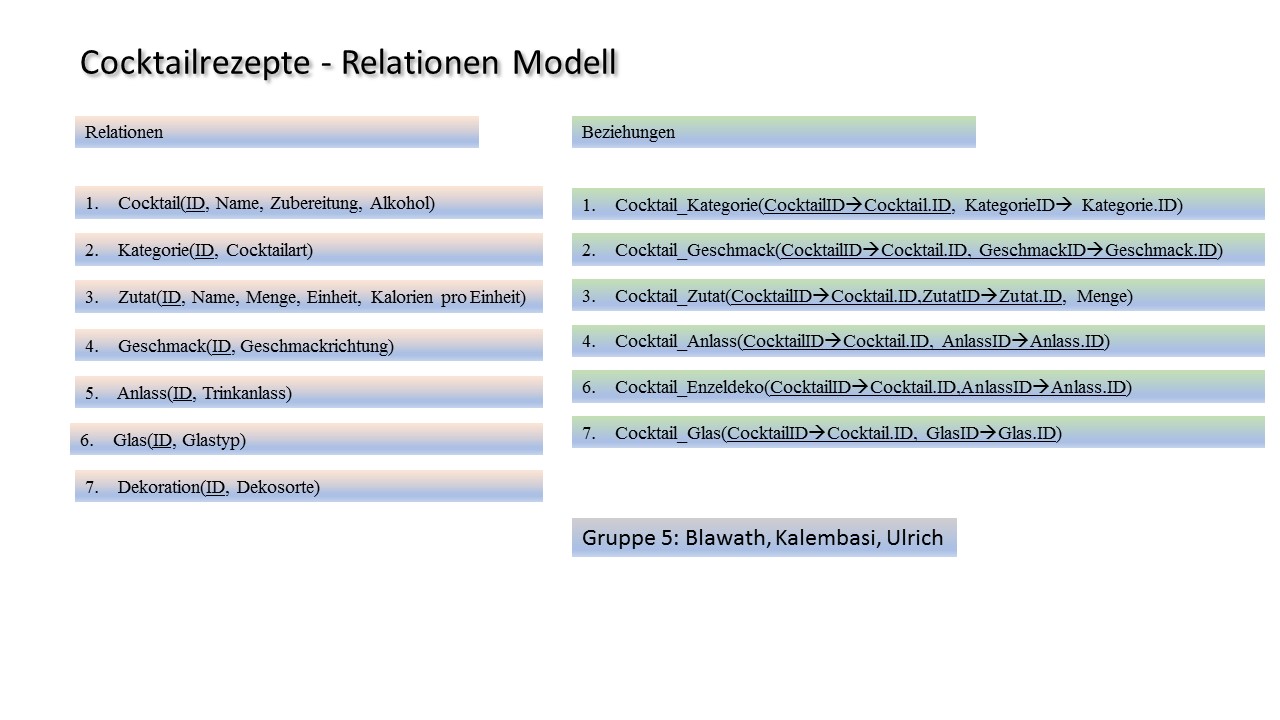 Cocktailrezepte - Relationen Modell
Relationen
1. Cocktail(ID, Name, Zubereitung, Alkohol)
2. Kategorie(ID, Cocktailart)
3. Zutat(ID, Name, Menge, Einheit, Kalorien pro Einheit)
4. Geschmack(ID, Geschmackrichtung)
5. Anlass(ID, Trinkanlass)
6. Glas(ID, Glastyp)
7. Dekoration(ID, Dekosorte)
Beziehungen
1. Cocktail_Kategorie(CocktailID→Cocktail.ID, KategorieID→ Kategorie.ID)
2. Cocktail_Geschmack(CocktailID→Cocktail.ID, GeschmackID→Geschmack.ID)
3. Cocktail_Zutat(CocktailID→Cocktail.ID,ZutatID→Zutat.ID, Menge)
4. Cocktail_Anlass(CocktailID→Cocktail.ID, AnlassID→Anlass.ID)
6. Cocktail_Enzeldeko(CocktailID→Cocktail.ID,AnlassID→Anlass.ID)
7. Cocktail_Glas(CocktailID→Cocktail.ID, GlasID→Glas.ID)
Gruppe 5: Blawath, Kalembasi, Ulrich